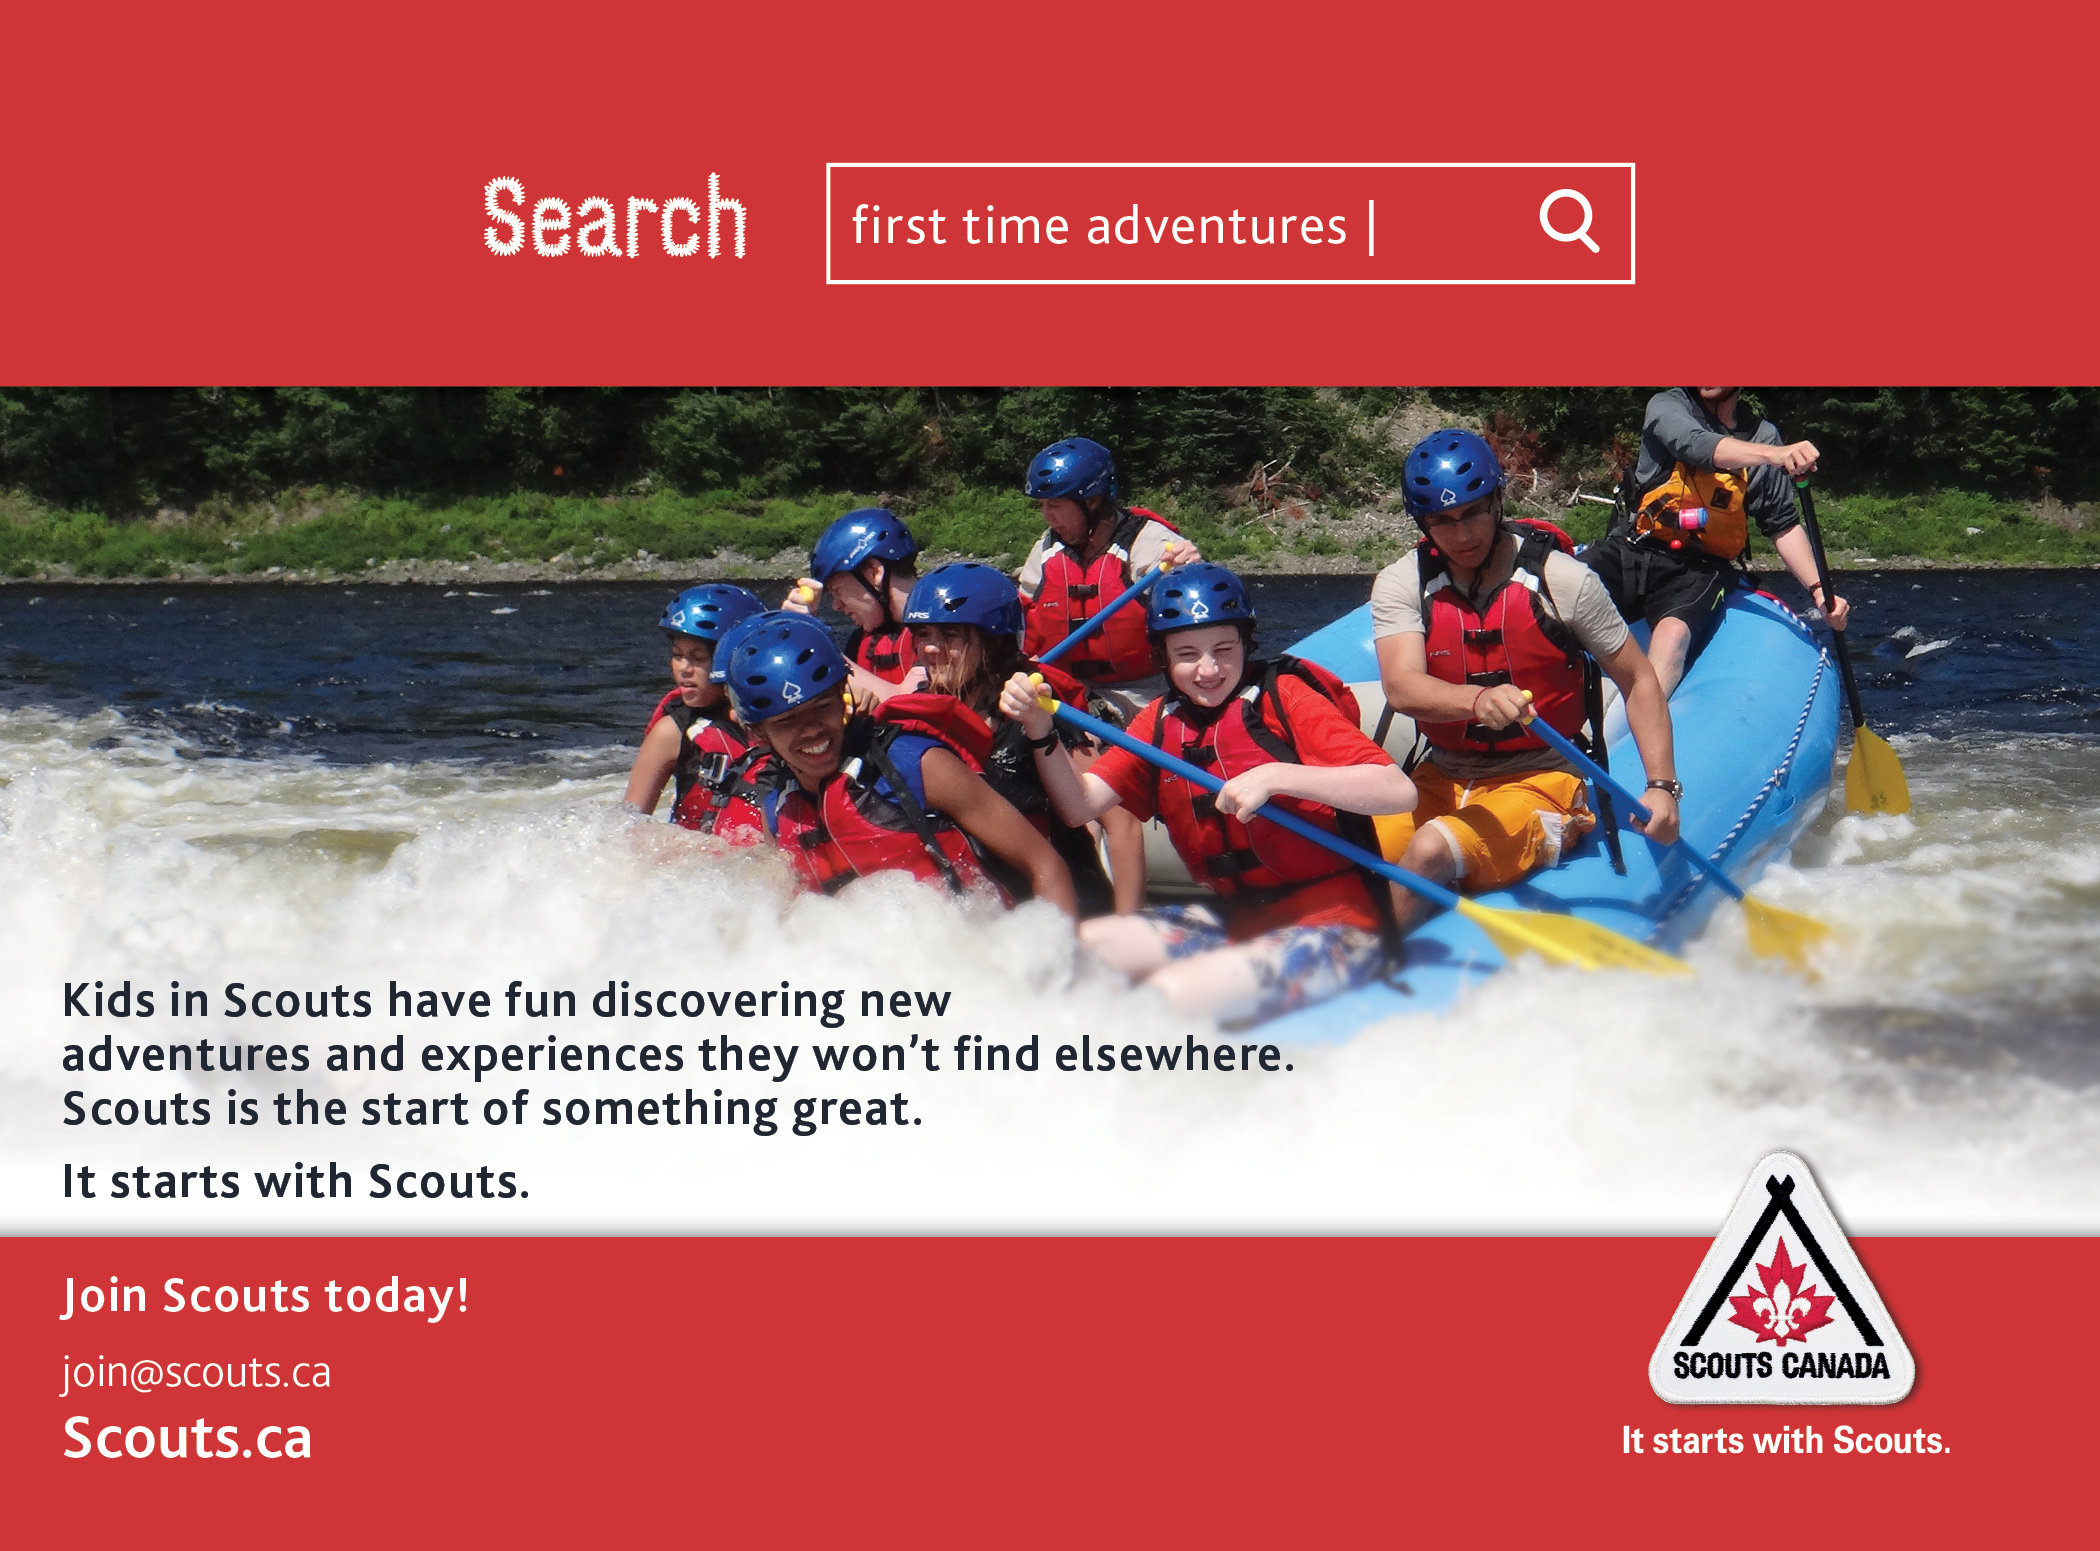 Search
first time adventures |
Kids in Scouts have fun discovering new
adventures and experiences they won't find elsewhere.
Scouts is the start of something great.
It starts with Scouts.
Join Scouts today!
join@scouts.ca
Scouts.ca
SCOUTS CANADA
It starts with Scouts.